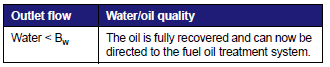 Outlet flow Water/oil quality
Water < Bw The oil is fully recovered and can now be
directed to the fuel oil treatment system.